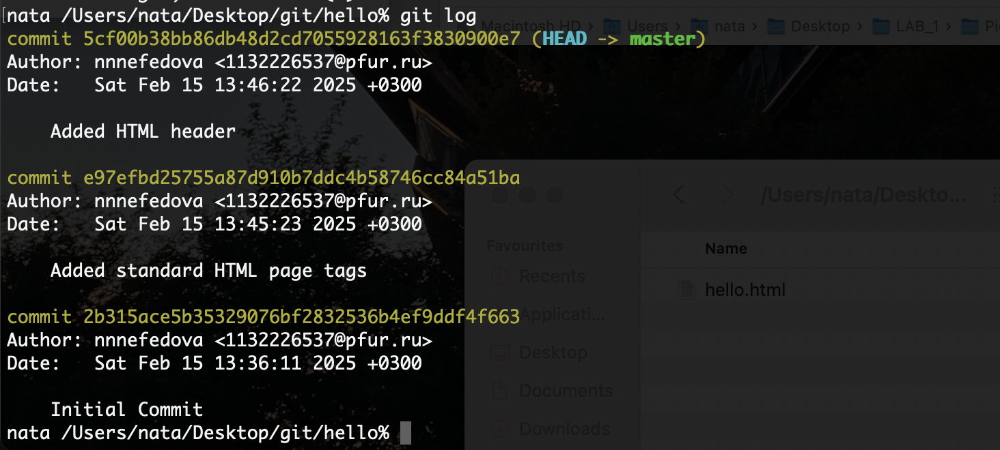 nata /Users/nata/Desktop/git/hello% git log
Macintosh HD › Users › nata › Desktop › LAB_1 ›
commit 5cf00b38bb86db48d2cd7055928163f3830900e7 (HEAD -> master)
Author: nnnefedova <1132226537@pfur.ru>
Date:   Sat Feb 15 13:46:22 2025 +0300
Added HTML header
commit e97efbd25755a87d910b7ddc4b58746cc84a51ba
Author: nnnefedova <1132226537@pfur.ru>
Date:   Sat Feb 15 13:45:23 2025 +0300
Added standard HTML page tags
commit 2b315ace5b35329076bf2832536b4ef9ddf4f663
Author: nnnefedova <1132226537@pfur.ru>
Date:   Sat Feb 15 13:36:11 2025 +0300
Initial Commit
nata /Users/nata/Desktop/git/hello%
/Users/nata/Deskto...
Favourites
Recents
Applicati...
Desktop
Documents
Downloads
Name
hello.html